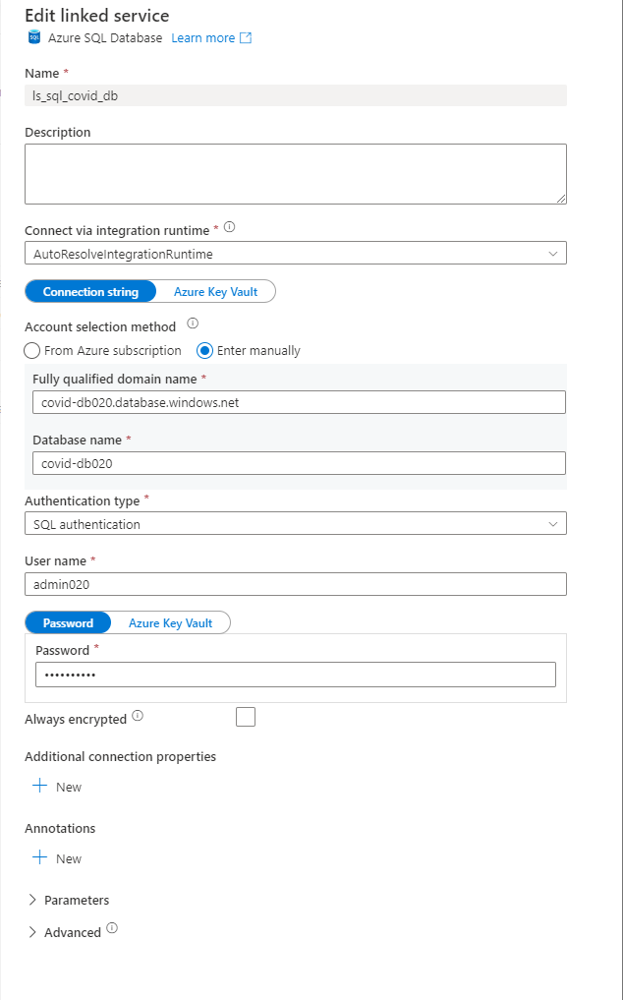 Edit linked service
SQL Azure SQL Database Learn more
Name *
ls_sql_covid_db
Description
Connect via integration runtime *
AutoResolveIntegrationRuntime
Connection string Azure Key Vault
Account selection method
From Azure subscription Enter manually
Fully qualified domain name *
covid-db020.database.windows.net
Database name *
covid-db020
Authentication type *
SQL authentication
User name *
admin020
Password Azure Key Vault
Password *
••••••••••
Always encrypted
Additional connection properties
+ New
Annotations
+ New
Parameters
Advanced